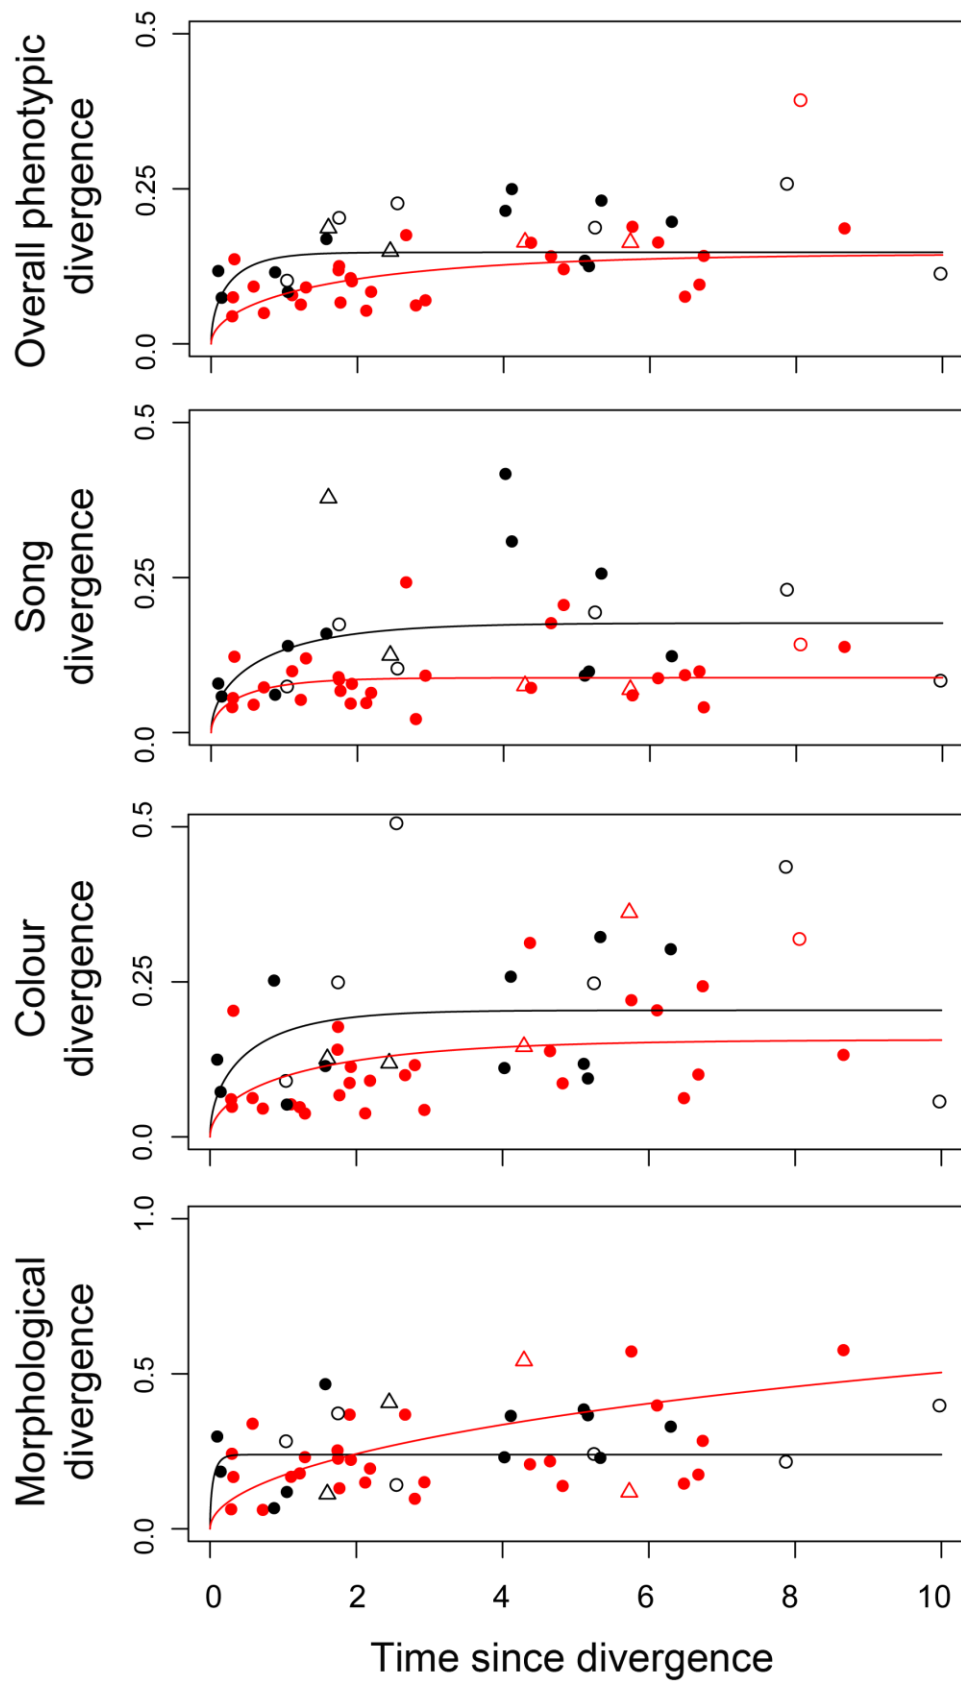 Overall phenotypic
divergence
0.0 0.25 0.5
Song
divergence
0.0 0.25 0.5
Colour
divergence
0.0 0.25 0.5
Morphological
divergence
0.0 0.5 1.0
0 2 4 6 8 10
Time since divergence